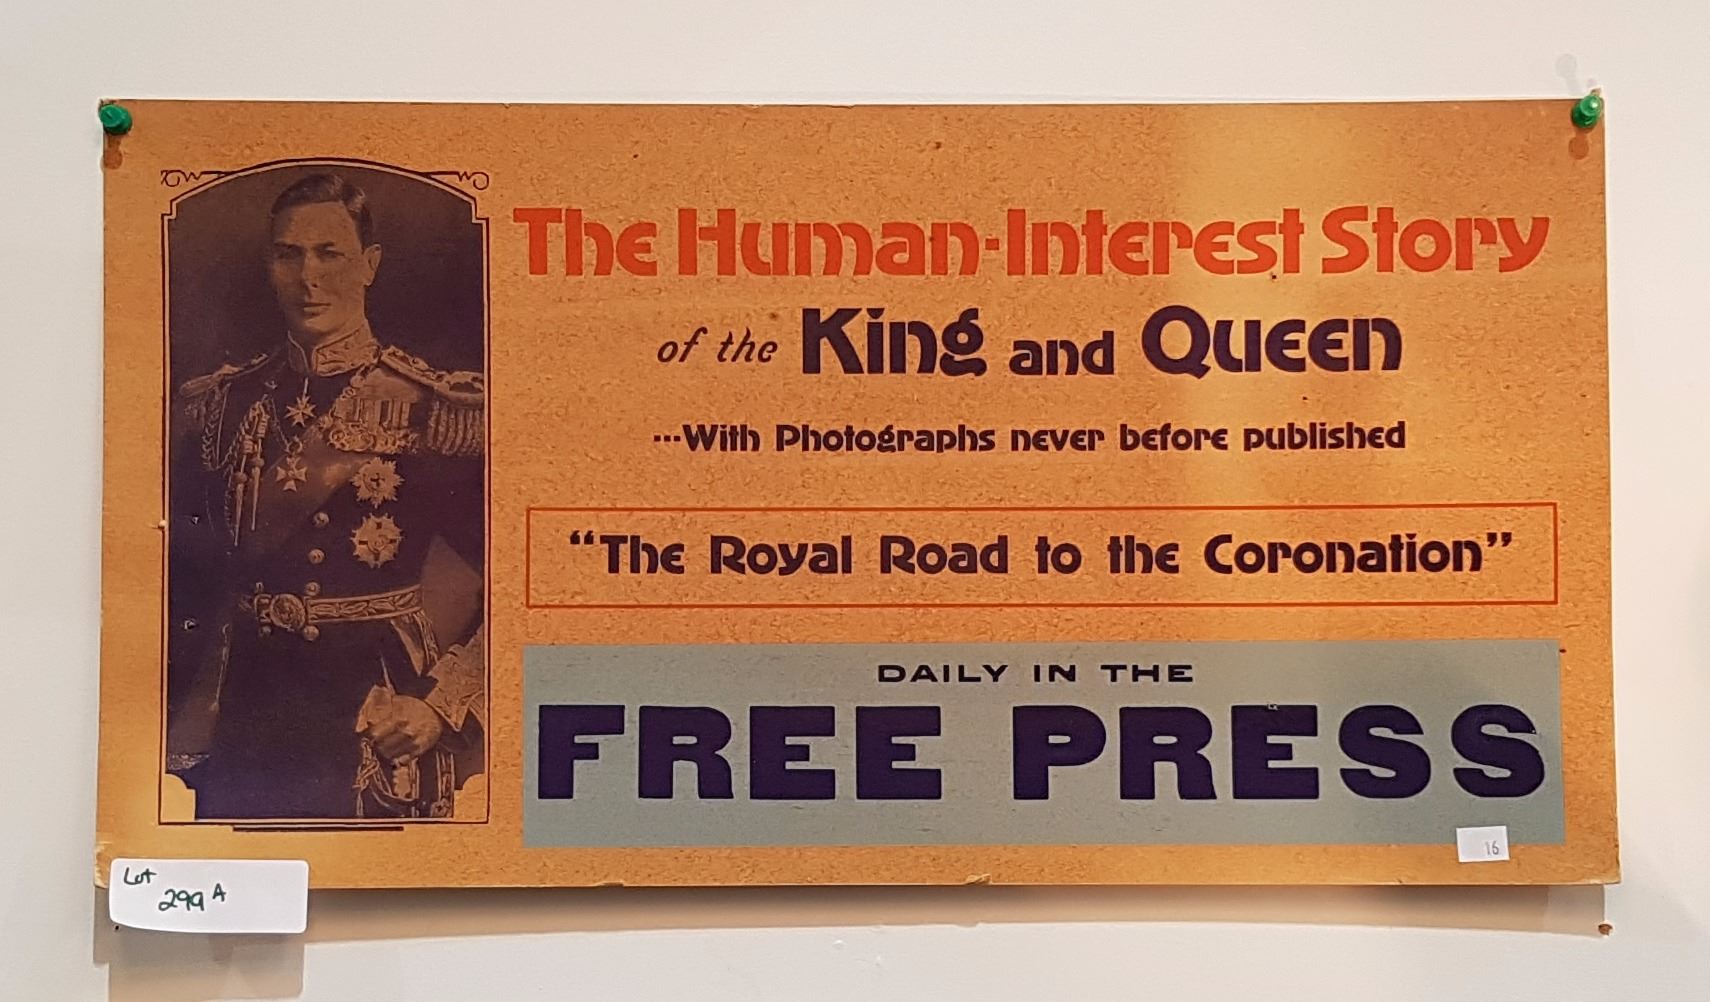 The Human-Interest Story
of the King and Queen
...With Photographs never before published
"The Royal Road to the Coronation"
DAILY IN THE
FREE PRESS
16
Lot
299 A